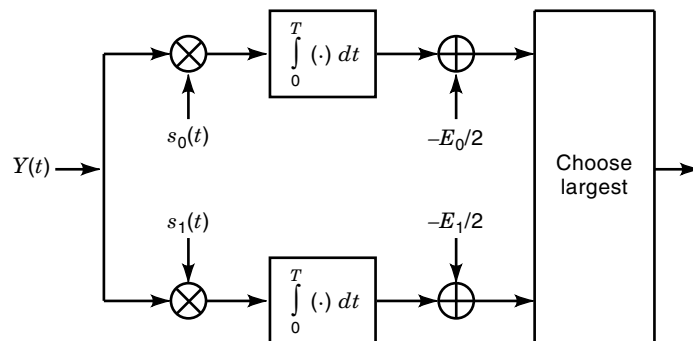 T
∫ (·) dt
0
s₀(t)
–E₀/2
Y(t)
Choose
largest
s₁(t)
–E₁/2
T
∫ (·) dt
0